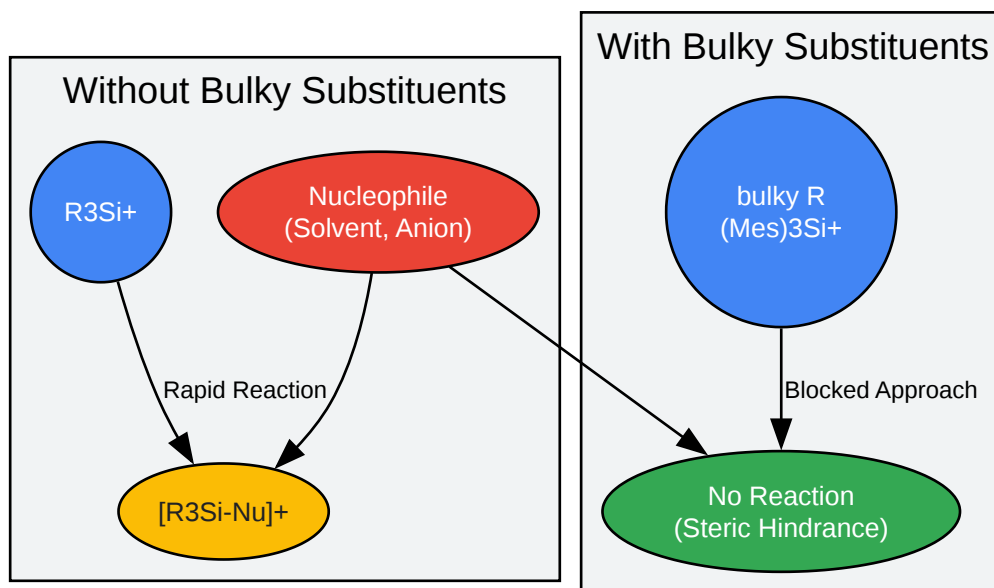 Without Bulky Substituents
R3Si+
Nucleophile
(Solvent, Anion)
Rapid Reaction
[R3Si-Nu]+
With Bulky Substituents
bulky R
(Mes)3Si+
Blocked Approach
No Reaction
(Steric Hindrance)